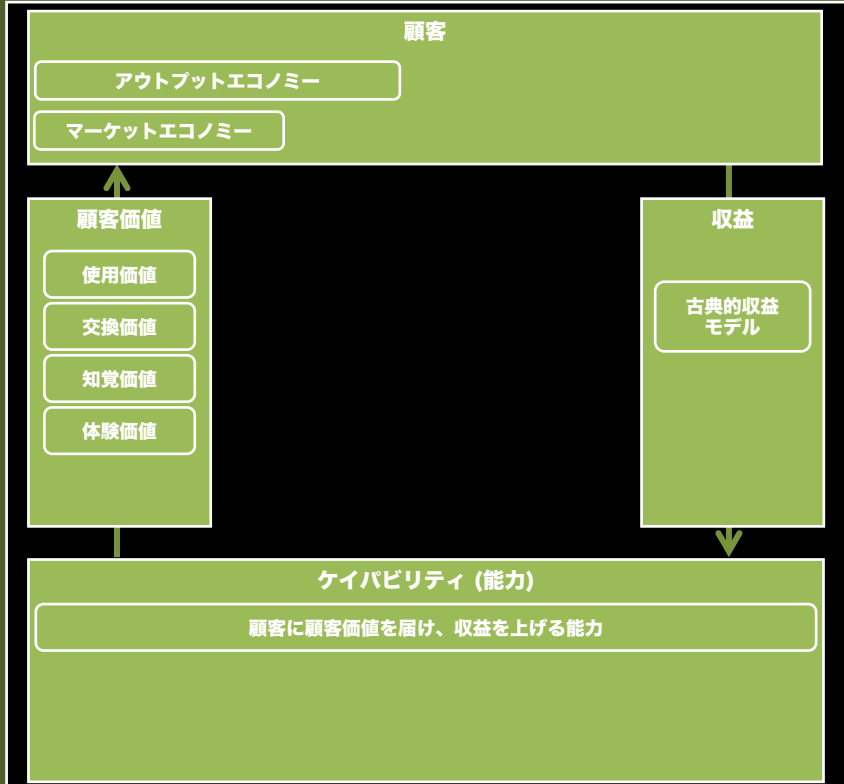 顧客
アウトプットエコノミー
マーケットエコノミー
顧客価値
使用価値
交換価値
知覚価値
体験価値
収益
古典的収益
モデル
ケイパビリティ (能力)
顧客に顧客価値を届け、収益を上げる能力